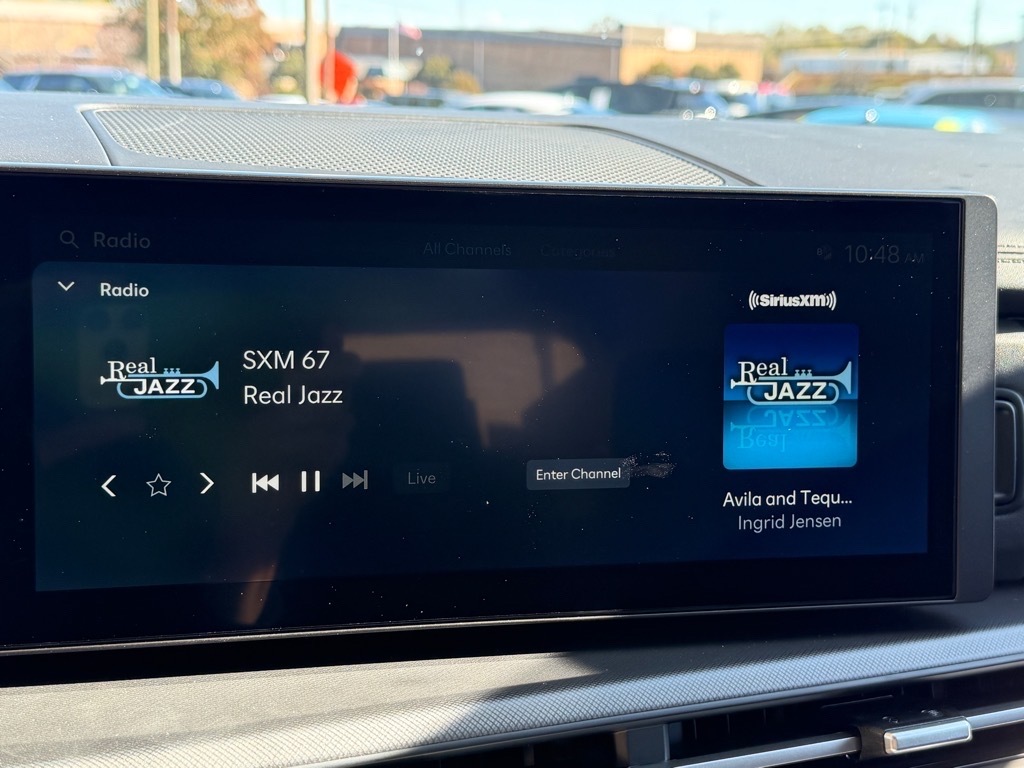 Radio
All Channels Categories
10:48 AM
Radio
((SiriusXM))
Real JAZZ
SXM 67
Real Jazz
Real JAZZ
Live
Enter Channel
Avila and Tequ...
Ingrid Jensen